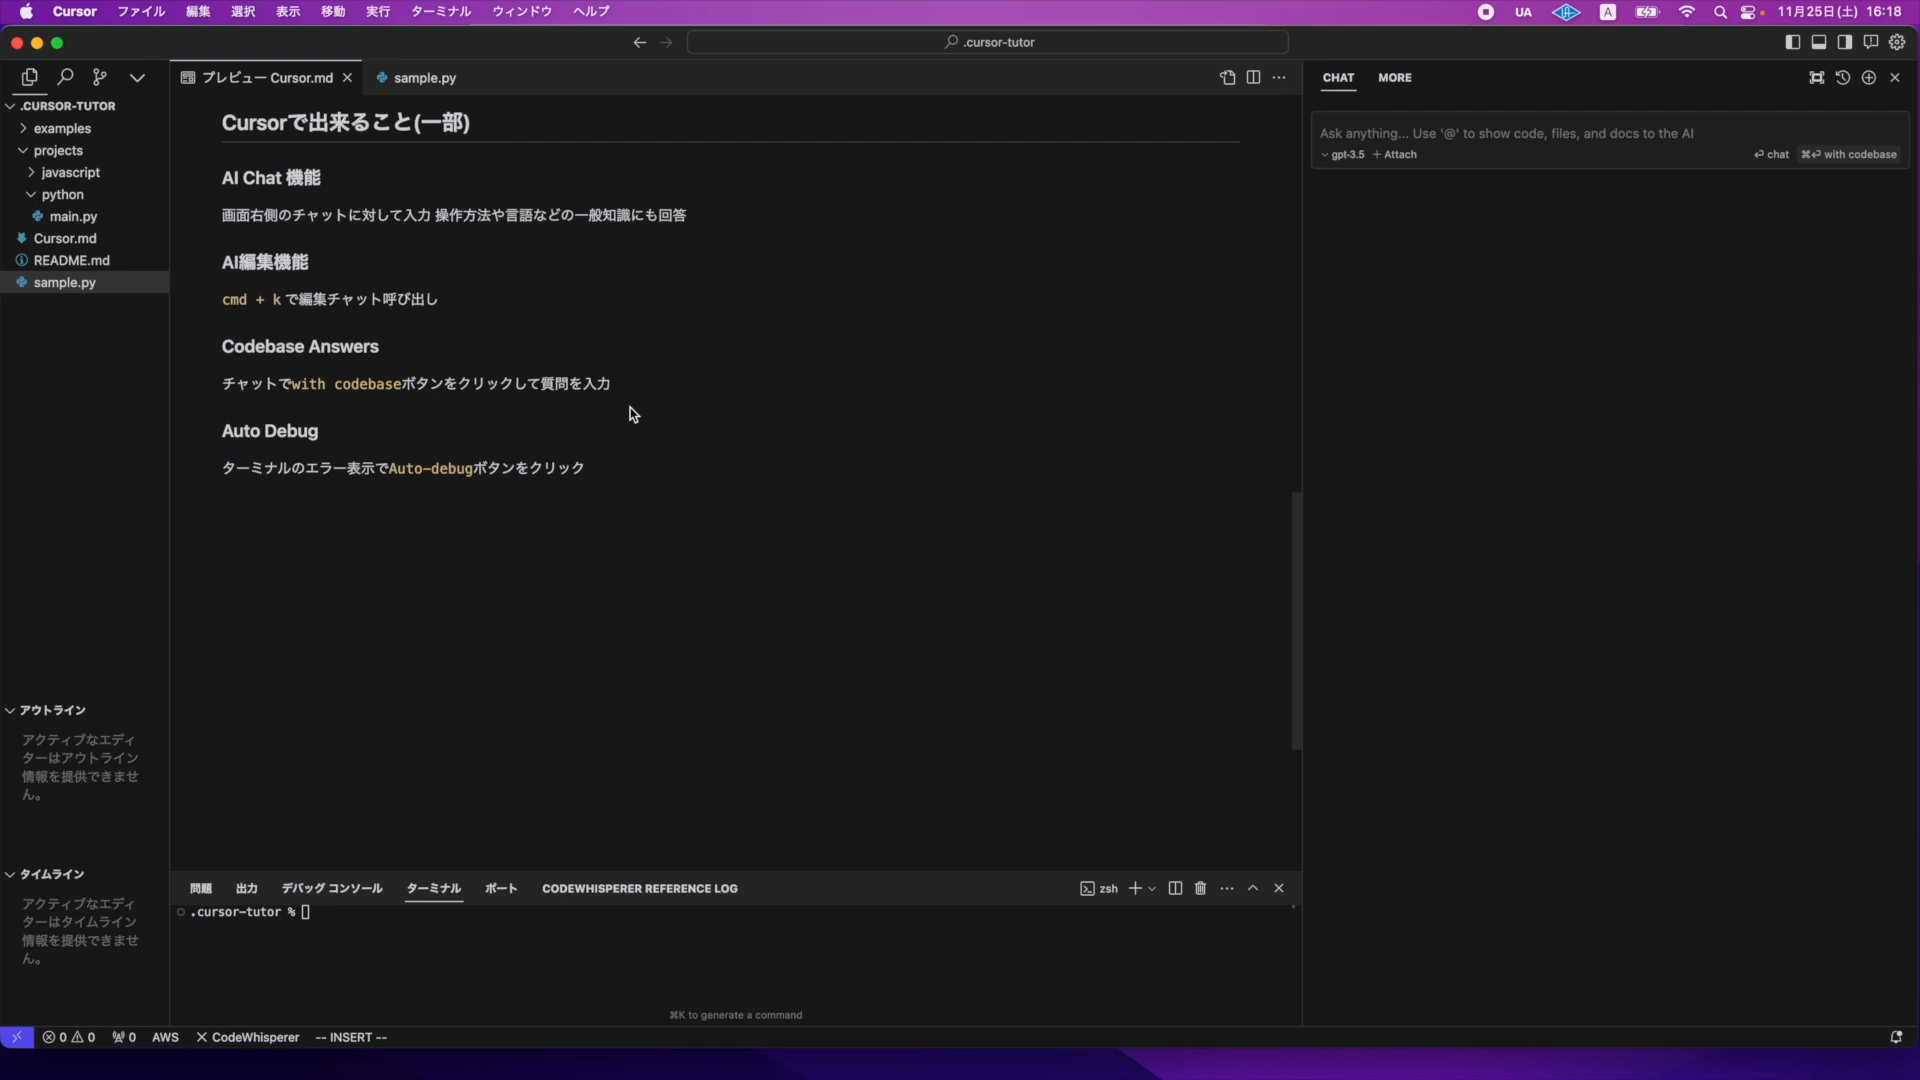 Cursor ファイル 編集 選択 表示 移動 実行 ターミナル ウィンドウ ヘルプ UA A 11月25日(土) 16:18
.cursor-tutor
プレビュー Cursor.md sample.py
CHAT MORE
.CURSOR-TUTOR
examples
projects
javascript
python
main.py
Cursor.md
README.md
sample.py
Cursorで出来ること(一部)
AI Chat 機能
画面右側のチャットに対して入力 操作方法や言語などの一般知識にも回答
AI編集機能
cmd + k で編集チャット呼び出し
Codebase Answers
チャットでwith codebaseボタンをクリックして質問を入力
Auto Debug
ターミナルのエラー表示でAuto-debugボタンをクリック
Ask anything... Use '@' to show code, files, and docs to the AI
gpt-3.5 + Attach chat ⌘⏎ with codebase
アウトライン
アクティブなエディ
ターはアウトライン
情報を提供できませ
ん。
タイムライン
アクティブなエディ
ターはタイムライン
情報を提供できませ
ん。
問題 出力 デバッグ コンソール ターミナル ポート CODEWHISPERER REFERENCE LOG zsh
.cursor-tutor %
⌘K to generate a command
0 0 0 AWS CodeWhisperer -- INSERT --